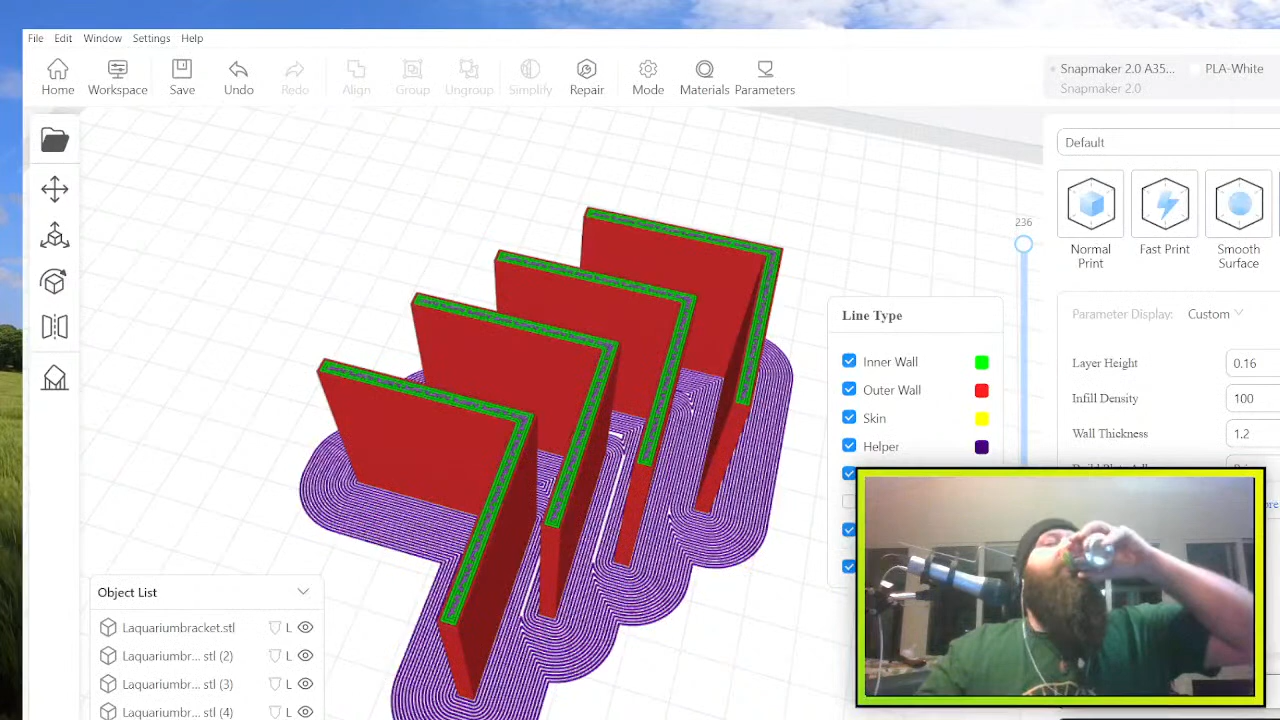 File Edit Window Settings Help
Home Workspace Save Undo Redo Align Group Ungroup Simplify Repair Mode Materials Parameters
Snapmaker 2.0 A35... PLA-White
Snapmaker 2.0
Default
236
Normal Print
Fast Print
Smooth Surface
Line Type
Inner Wall
Outer Wall
Skin
Helper
Parameter Display: Custom
Layer Height 0.16
Infill Density 100
Wall Thickness 1.2
Object List
Laquariumbracket.stl L
Laquariumbr... stl (2) L
Laquariumbr... stl (3) L
Laquariumbr... stl (4) L